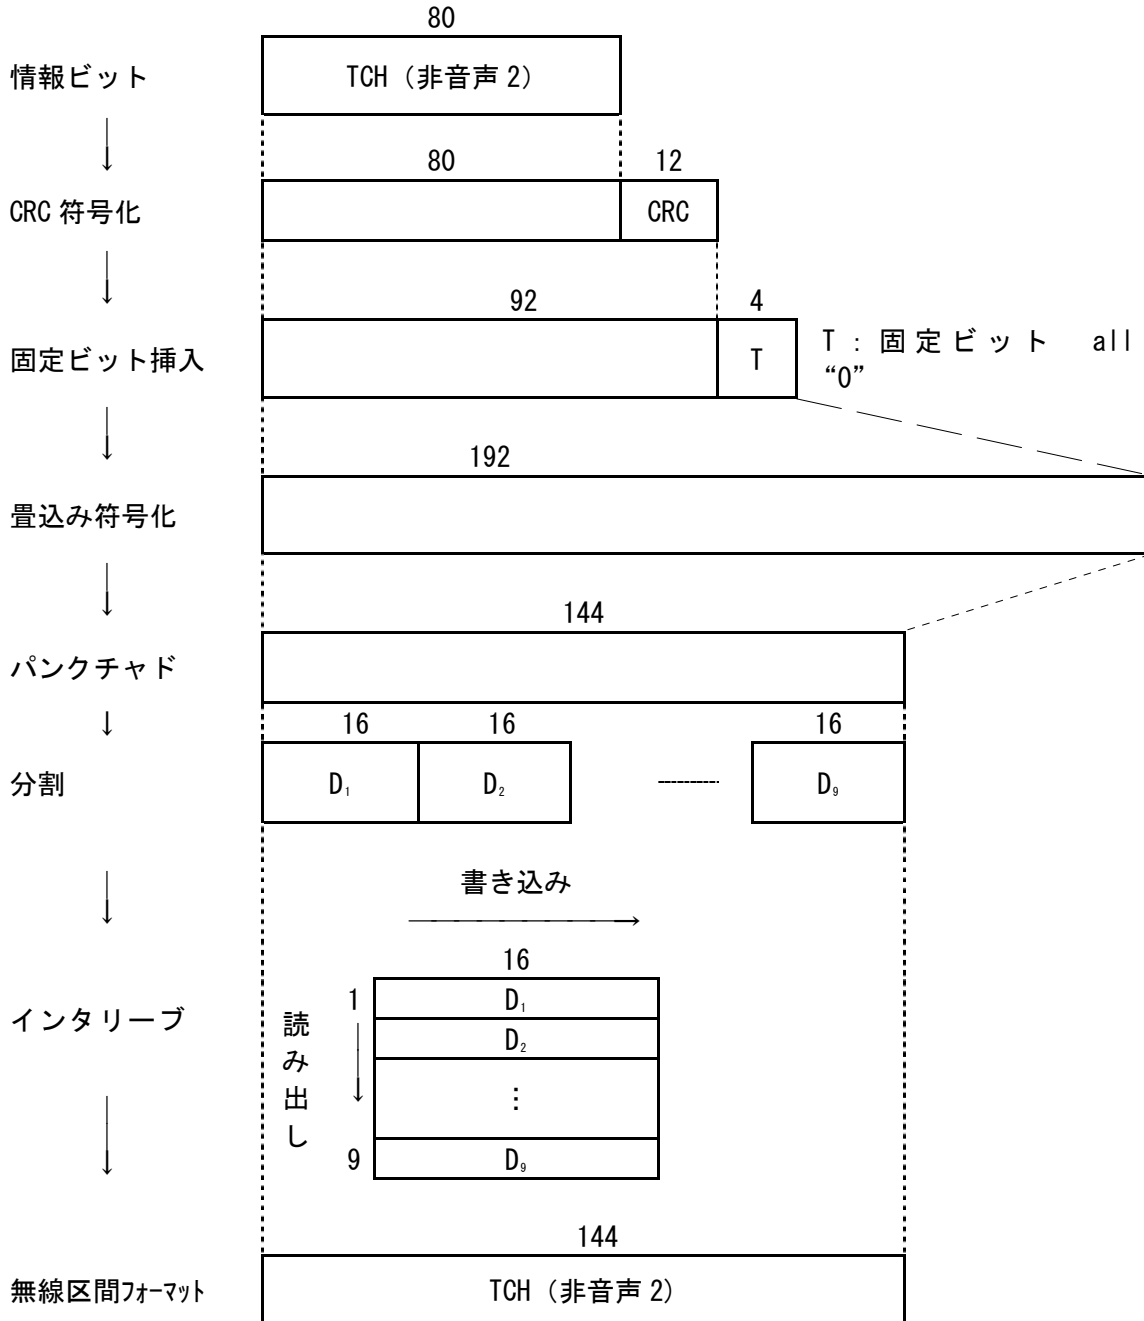 80
情報ビット
TCH（非音声 2）
80
12
CRC 符号化
CRC
92
4
固定ビット挿入
T
T : 固定ビット all
“0”
192
畳込み符号化
144
パンクチャド
16
16
16
分割
D₁
D₂
D₉
書き込み
16
インタリーブ
読み出し
1
D₁
D₂
⋮
9
D₉
144
無線区間ﾌｫｰﾏｯﾄ
TCH（非音声 2）